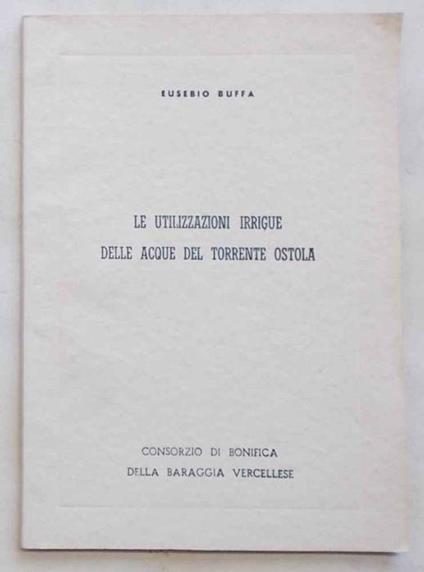 EUSEBIO BUFFA
LE UTILIZZAZIONI IRRIGUE
DELLE ACQUE DEL TORRENTE OSTOLA
CONSORZIO DI BONIFICA
DELLA BARAGGIA VERCELLESE